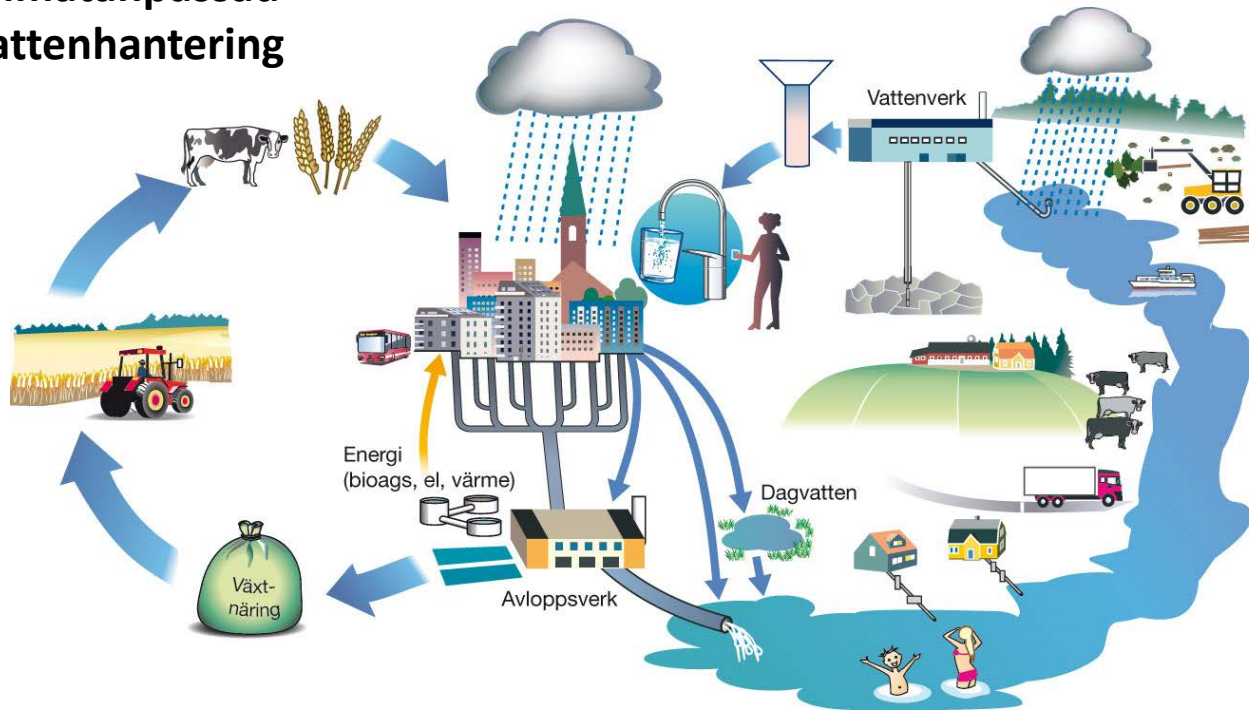 attenhantering
Vattenverk
Energi
(bioags, el, värme)
Dagvatten
Växt-
näring
Avloppsverk